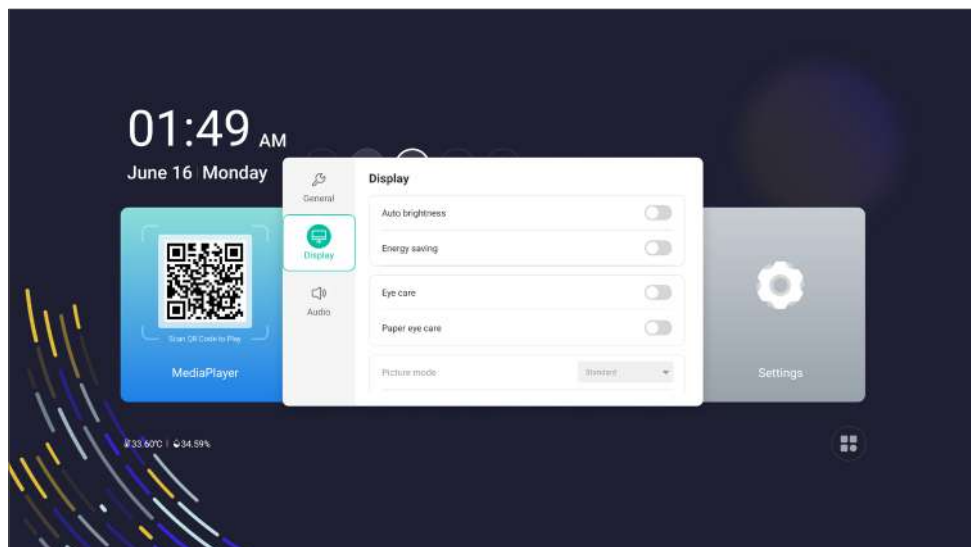 01:49 AM
June 16 Monday
General
Display
Audio
Display
Auto brightness
Energy saving
Eye care
Paper eye care
Picture mode
Standard
Scan QR Code to Play
MediaPlayer
Settings
33.60°C | 34.59%